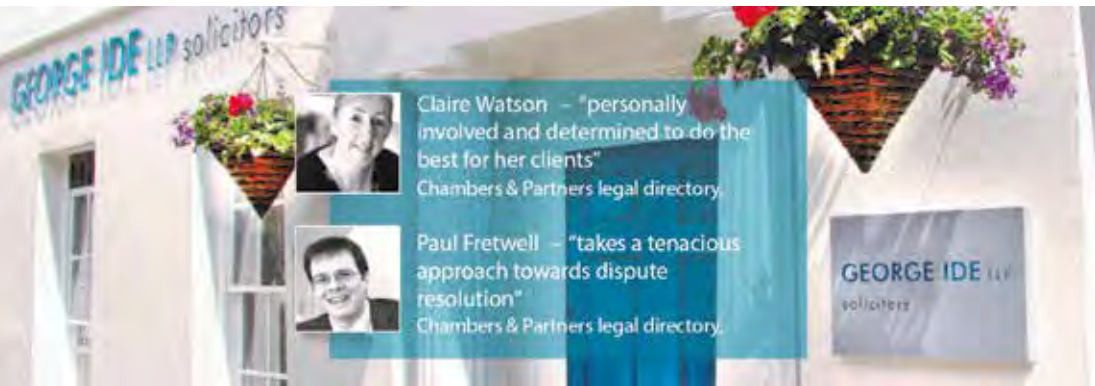 GEORGE IDE LLP solicitors
Claire Watson – "personally
involved and determined to do the
best for her clients"
Chambers & Partners legal directory.
Paul Fretwell – "takes a tenacious
approach towards dispute
resolution"
Chambers & Partners legal directory.
GEORGE IDE LLP
solicitors